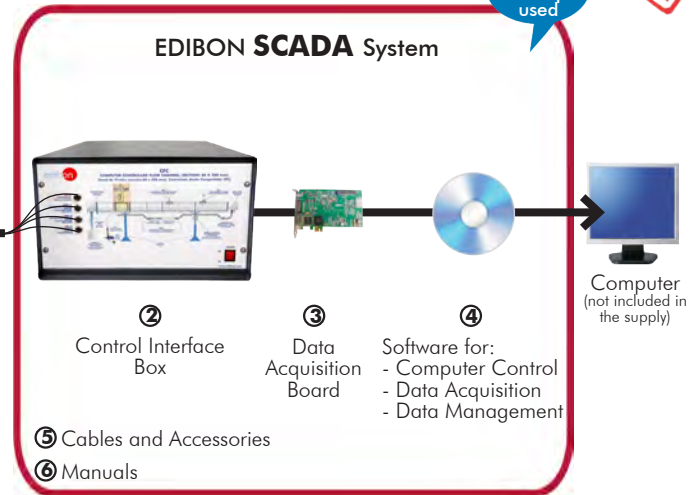 used
EDIBON SCADA System
②
Control Interface
Box
③
Data
Acquisition
Board
④
Software for:
- Computer Control
- Data Acquisition
- Data Management
Computer
(not included in
the supply)
⑤ Cables and Accessories
⑥ Manuals